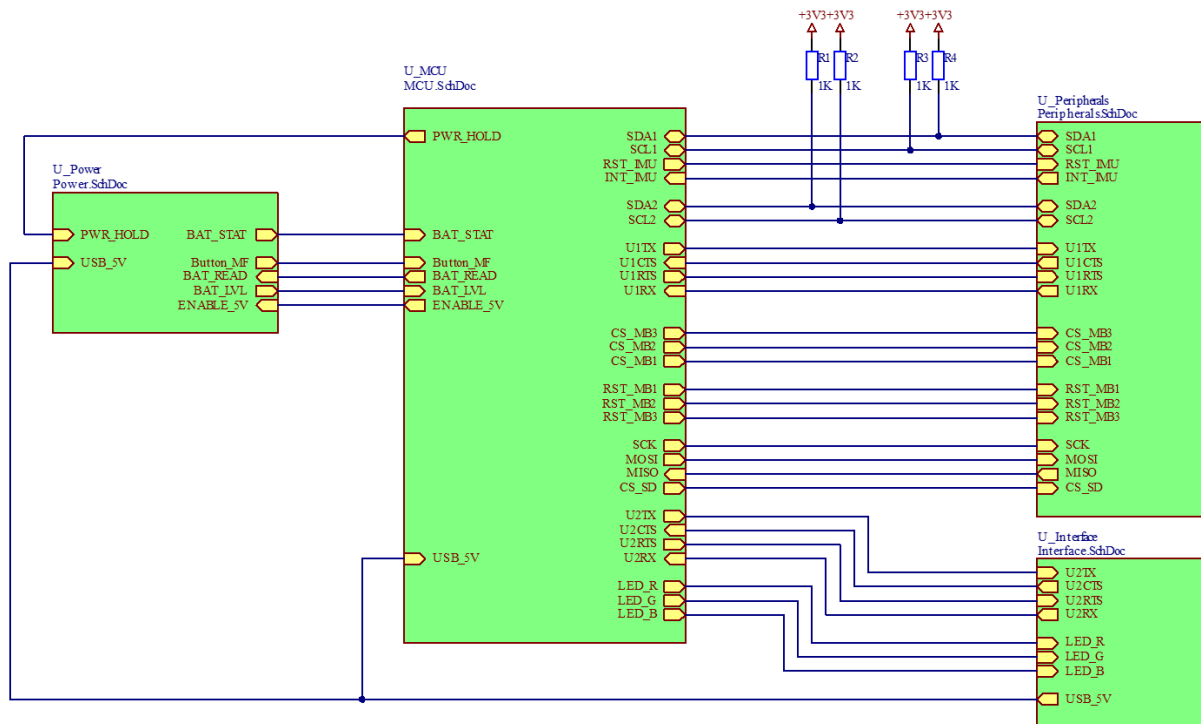 +3V3+3V3 +3V3+3V3
R1 R2 R3 R4
1K 1K 1K 1K
U_MCU
MCU.SchDoc
PWR_HOLD
BAT_STAT
Button_MF
BAT_READ
BAT_LVL
ENABLE_5V
USB_5V
SDA1
SCL1
RST_IMU
INT_IMU
SDA2
SCL2
U1TX
U1CTS
U1RTS
U1RX
CS_MB3
CS_MB2
CS_MB1
RST_MB1
RST_MB2
RST_MB3
SCK
MOSI
MISO
CS_SD
U2TX
U2CTS
U2RTS
U2RX
LED_R
LED_G
LED_B
U_Power
Power.SchDoc
PWR_HOLD
USB_5V
BAT_STAT
Button_MF
BAT_READ
BAT_LVL
ENABLE_5V
U_Peripherals
Peripherals.SchDoc
SDA1
SCL1
RST_IMU
INT_IMU
SDA2
SCL2
U1TX
U1CTS
U1RTS
U1RX
CS_MB3
CS_MB2
CS_MB1
RST_MB1
RST_MB2
RST_MB3
SCK
MOSI
MISO
CS_SD
U_Interface
Interface.SchDoc
U2TX
U2CTS
U2RTS
U2RX
LED_R
LED_G
LED_B
USB_5V